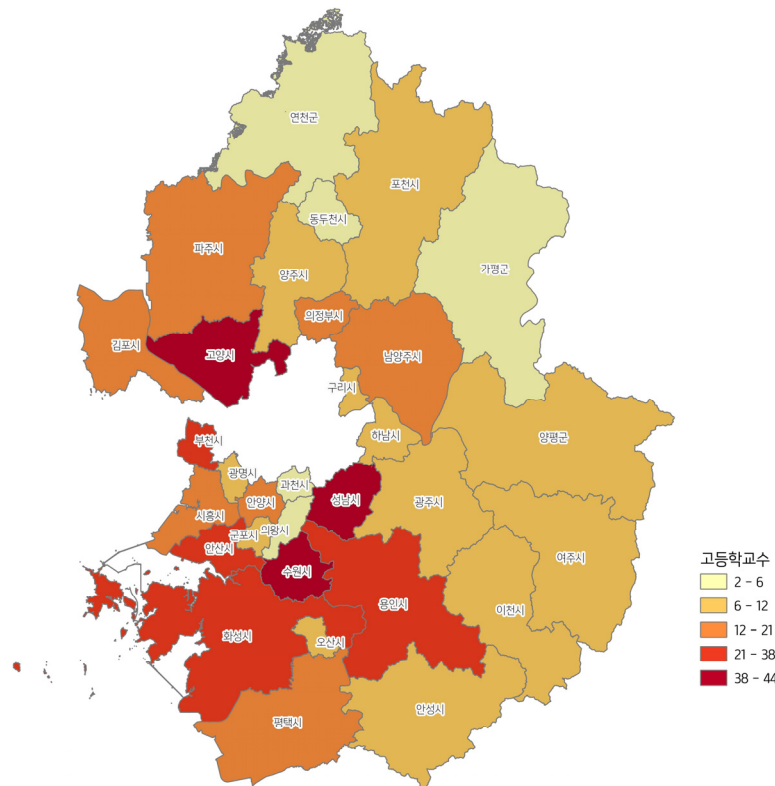 연천군
포천시
동두천시
가평군
파주시
양주시
의정부시
김포시
고양시
남양주시
구리시
하남시
양평군
부천시
광명시
과천시
성남시
광주시
안양시
시흥시
군포시
의왕시
안산시
수원시
여주시
용인시
이천시
화성시
오산시
안성시
평택시
고등학교수
2 - 6
6 - 12
12 - 21
21 - 38
38 - 44